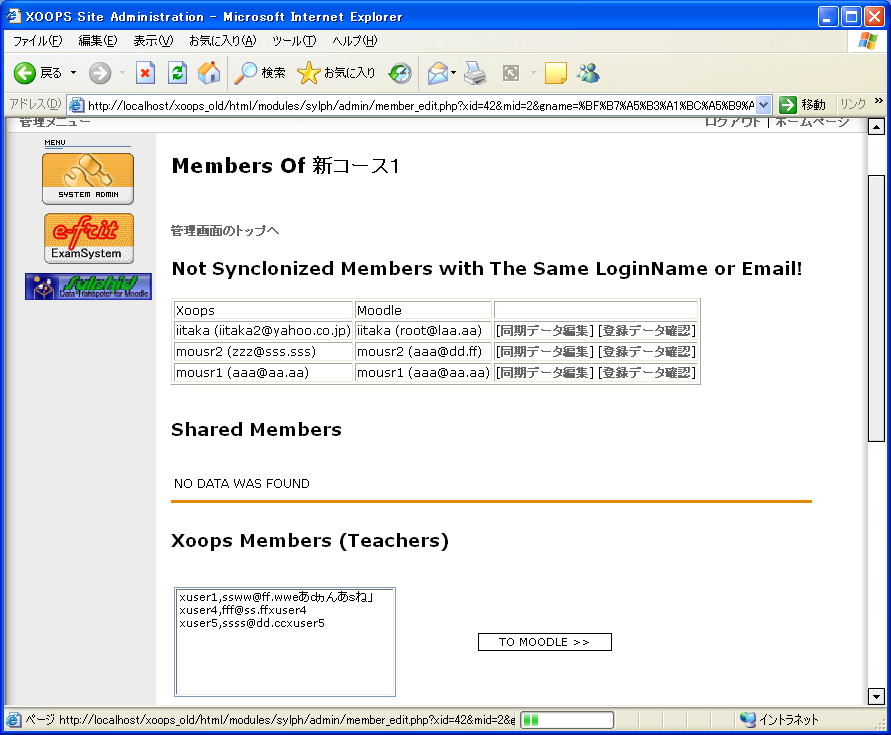 XOOPS Site Administration - Microsoft Internet Explorer
ファイル(F) 編集(E) 表示(V) お気に入り(A) ツール(T) ヘルプ(H)
戻る 検索 お気に入り
アドレス(D) http://localhost/xoops_old/html/modules/sylph/admin/member_edit.php?xid=42&mid=2&gname=%BF%B7%A5%B3%A1%BC%A5%B9%A 移動 リンク »
管理メニュー ログアウト | ホームページ
MENU
SYSTEM ADMIN
e-frit
ExamSystem
Data Transpoter for Moodle
Members Of 新コース1
管理画面のトップへ
Not Synclonized Members with The Same LoginName or Email!
Xoops Moodle
iitaka (iitaka2@yahoo.co.jp) iitaka (root@laa.aa) [同期データ編集] [登録データ確認]
mousr2 (zzz@sss.sss) mousr2 (aaa@dd.ff) [同期データ編集] [登録データ確認]
mousr1 (aaa@aa.aa) mousr1 (aaa@aa.aa) [同期データ編集] [登録データ確認]
Shared Members
NO DATA WAS FOUND
Xoops Members (Teachers)
xuser1,ssww@ff.wwe
xuser4,fff@ss.ffxuser4
xuser5,ssss@dd.ccxuser5
TO MOODLE >>
ページ http://localhost/xoops_old/html/modules/sylph/admin/member_edit.php?xid=42&mid=2&g イントラネット